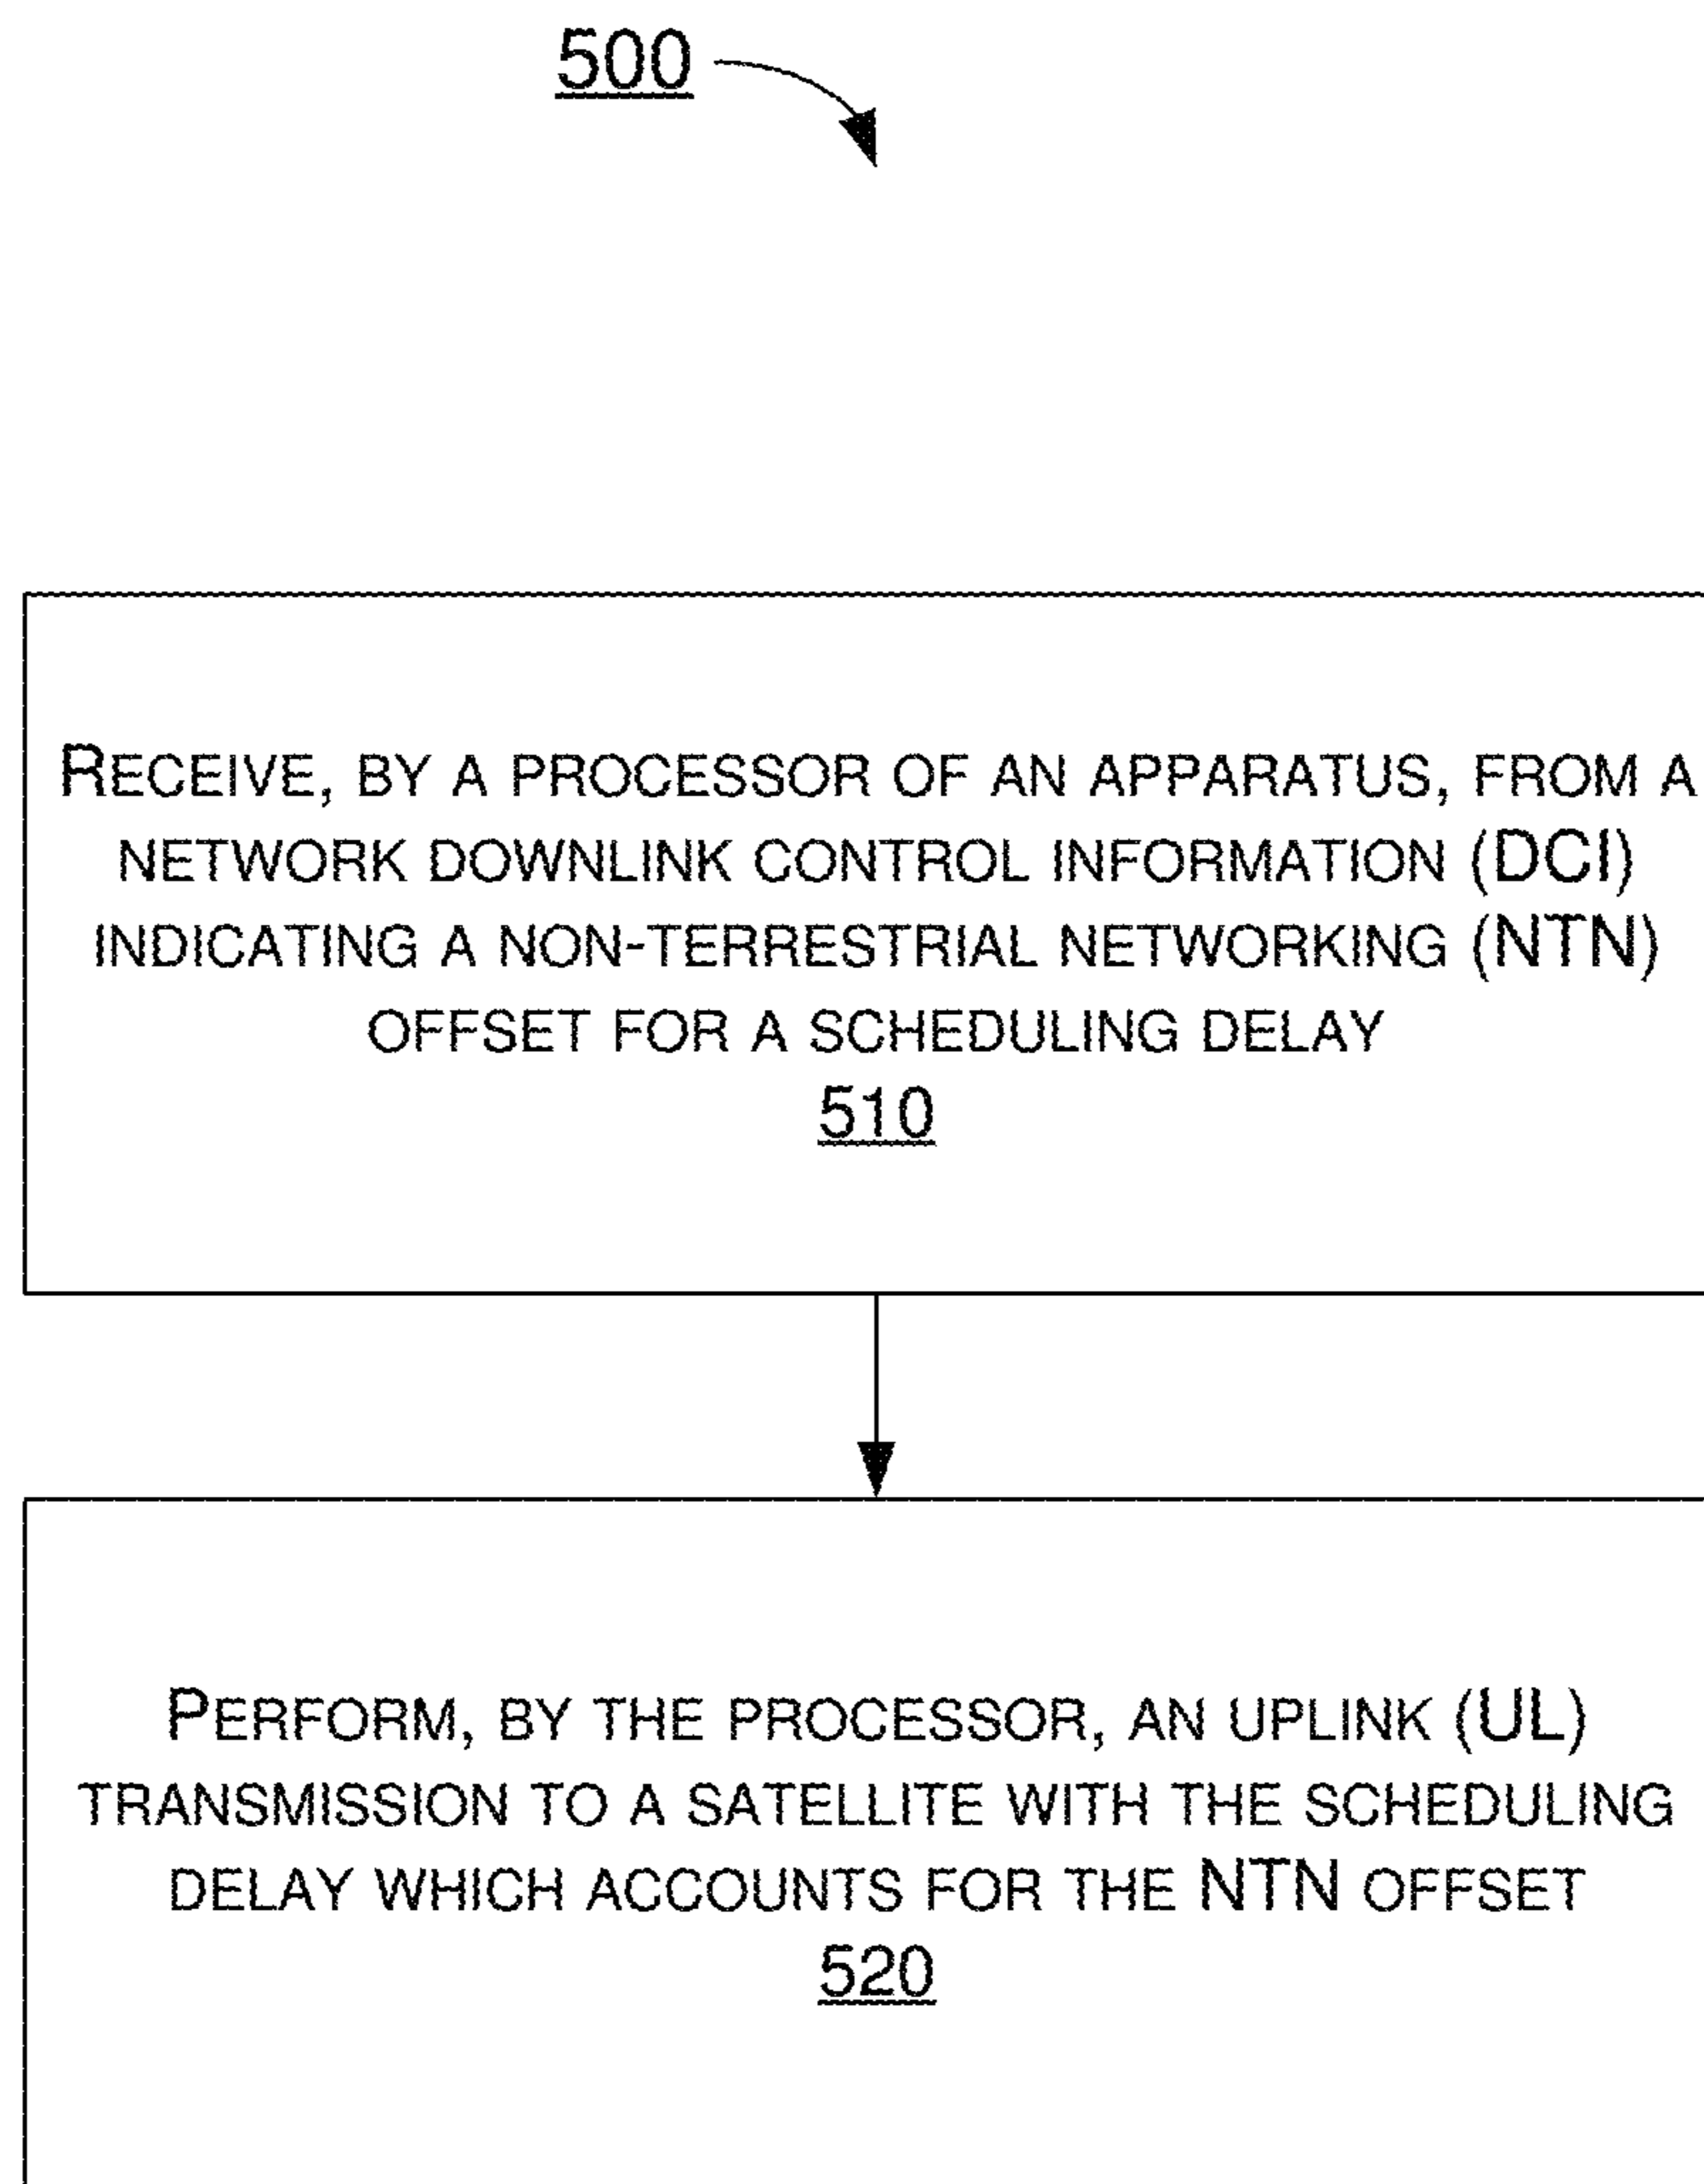 500
RECEIVE, BY A PROCESSOR OF AN APPARATUS, FROM A
NETWORK DOWNLINK CONTROL INFORMATION (DCI)
INDICATING A NON-TERRESTRIAL NETWORKING (NTN)
OFFSET FOR A SCHEDULING DELAY
510
PERFORM, BY THE PROCESSOR, AN UPLINK (UL)
TRANSMISSION TO A SATELLITE WITH THE SCHEDULING
DELAY WHICH ACCOUNTS FOR THE NTN OFFSET
520